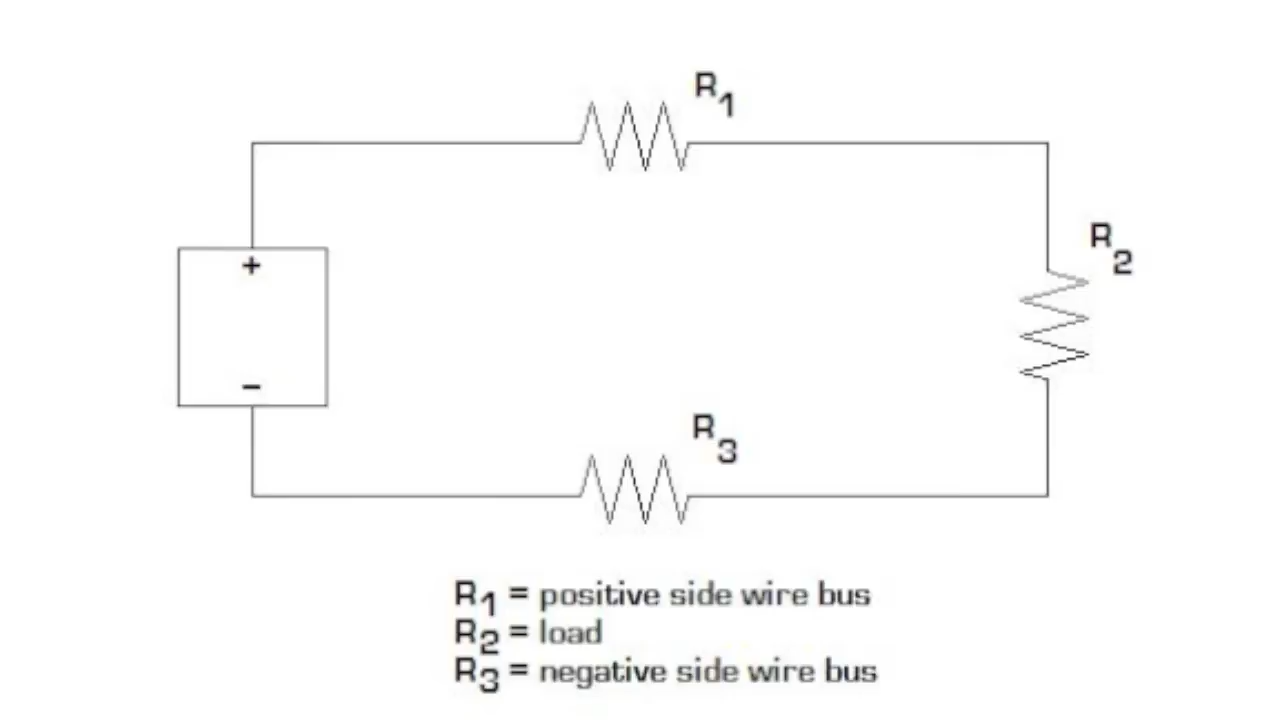 R1
R2
+
−
R3
R1 = positive side wire bus
R2 = load
R3 = negative side wire bus